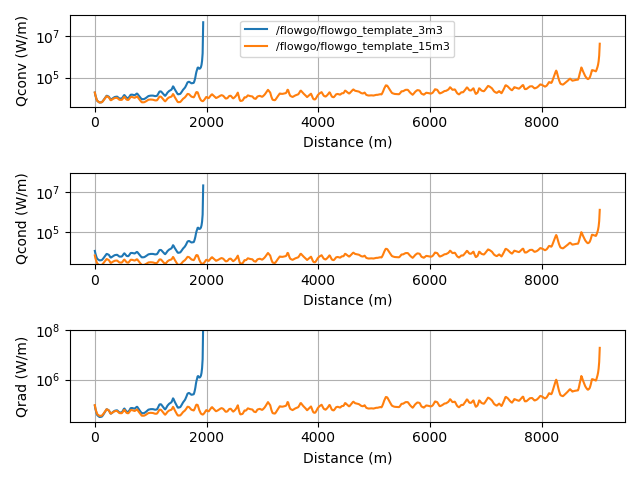 Qconv (W/m)
10^7
10^5
/flowgo/flowgo_template_3m3
/flowgo/flowgo_template_15m3
0 2000 4000 6000 8000
Distance (m)
Qcond (W/m)
10^7
10^5
0 2000 4000 6000 8000
Distance (m)
Qrad (W/m)
10^8
10^6
0 2000 4000 6000 8000
Distance (m)